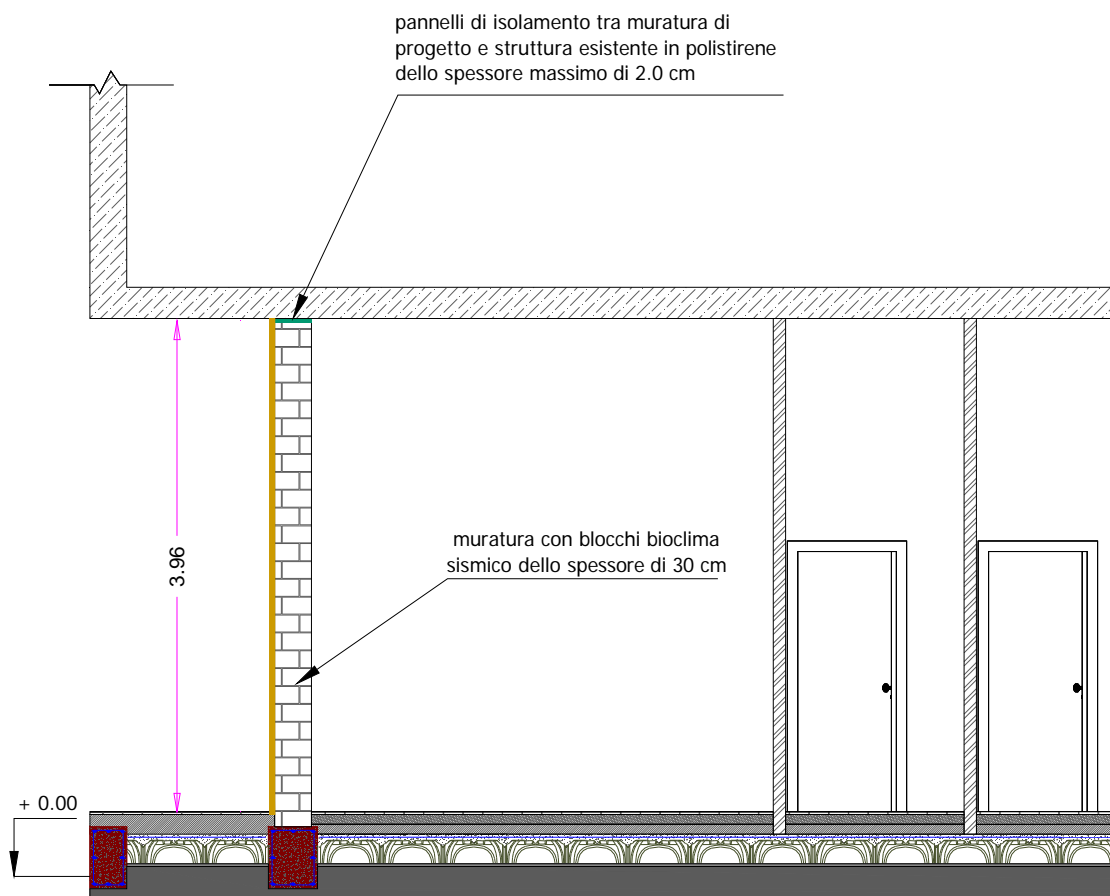 pannelli di isolamento tra muratura di
progetto e struttura esistente in polistirene
dello spessore massimo di 2.0 cm
muratura con blocchi bioclima
sismico dello spessore di 30 cm
3.96
+ 0.00